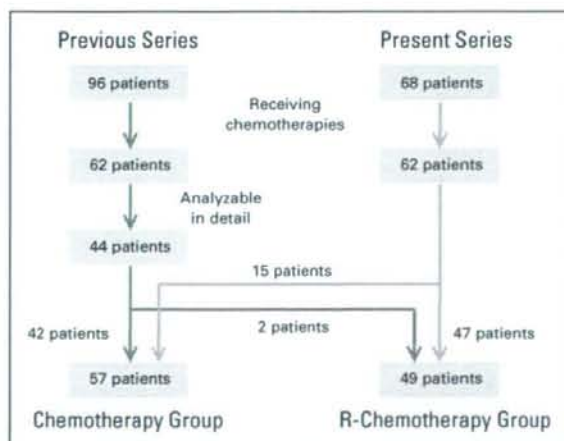 Previous Series
Present Series
96 patients
68 patients
Receiving
chemotherapies
62 patients
62 patients
Analyzable
in detail
44 patients
15 patients
42 patients
2 patients
47 patients
57 patients
49 patients
Chemotherapy Group
R-Chemotherapy Group